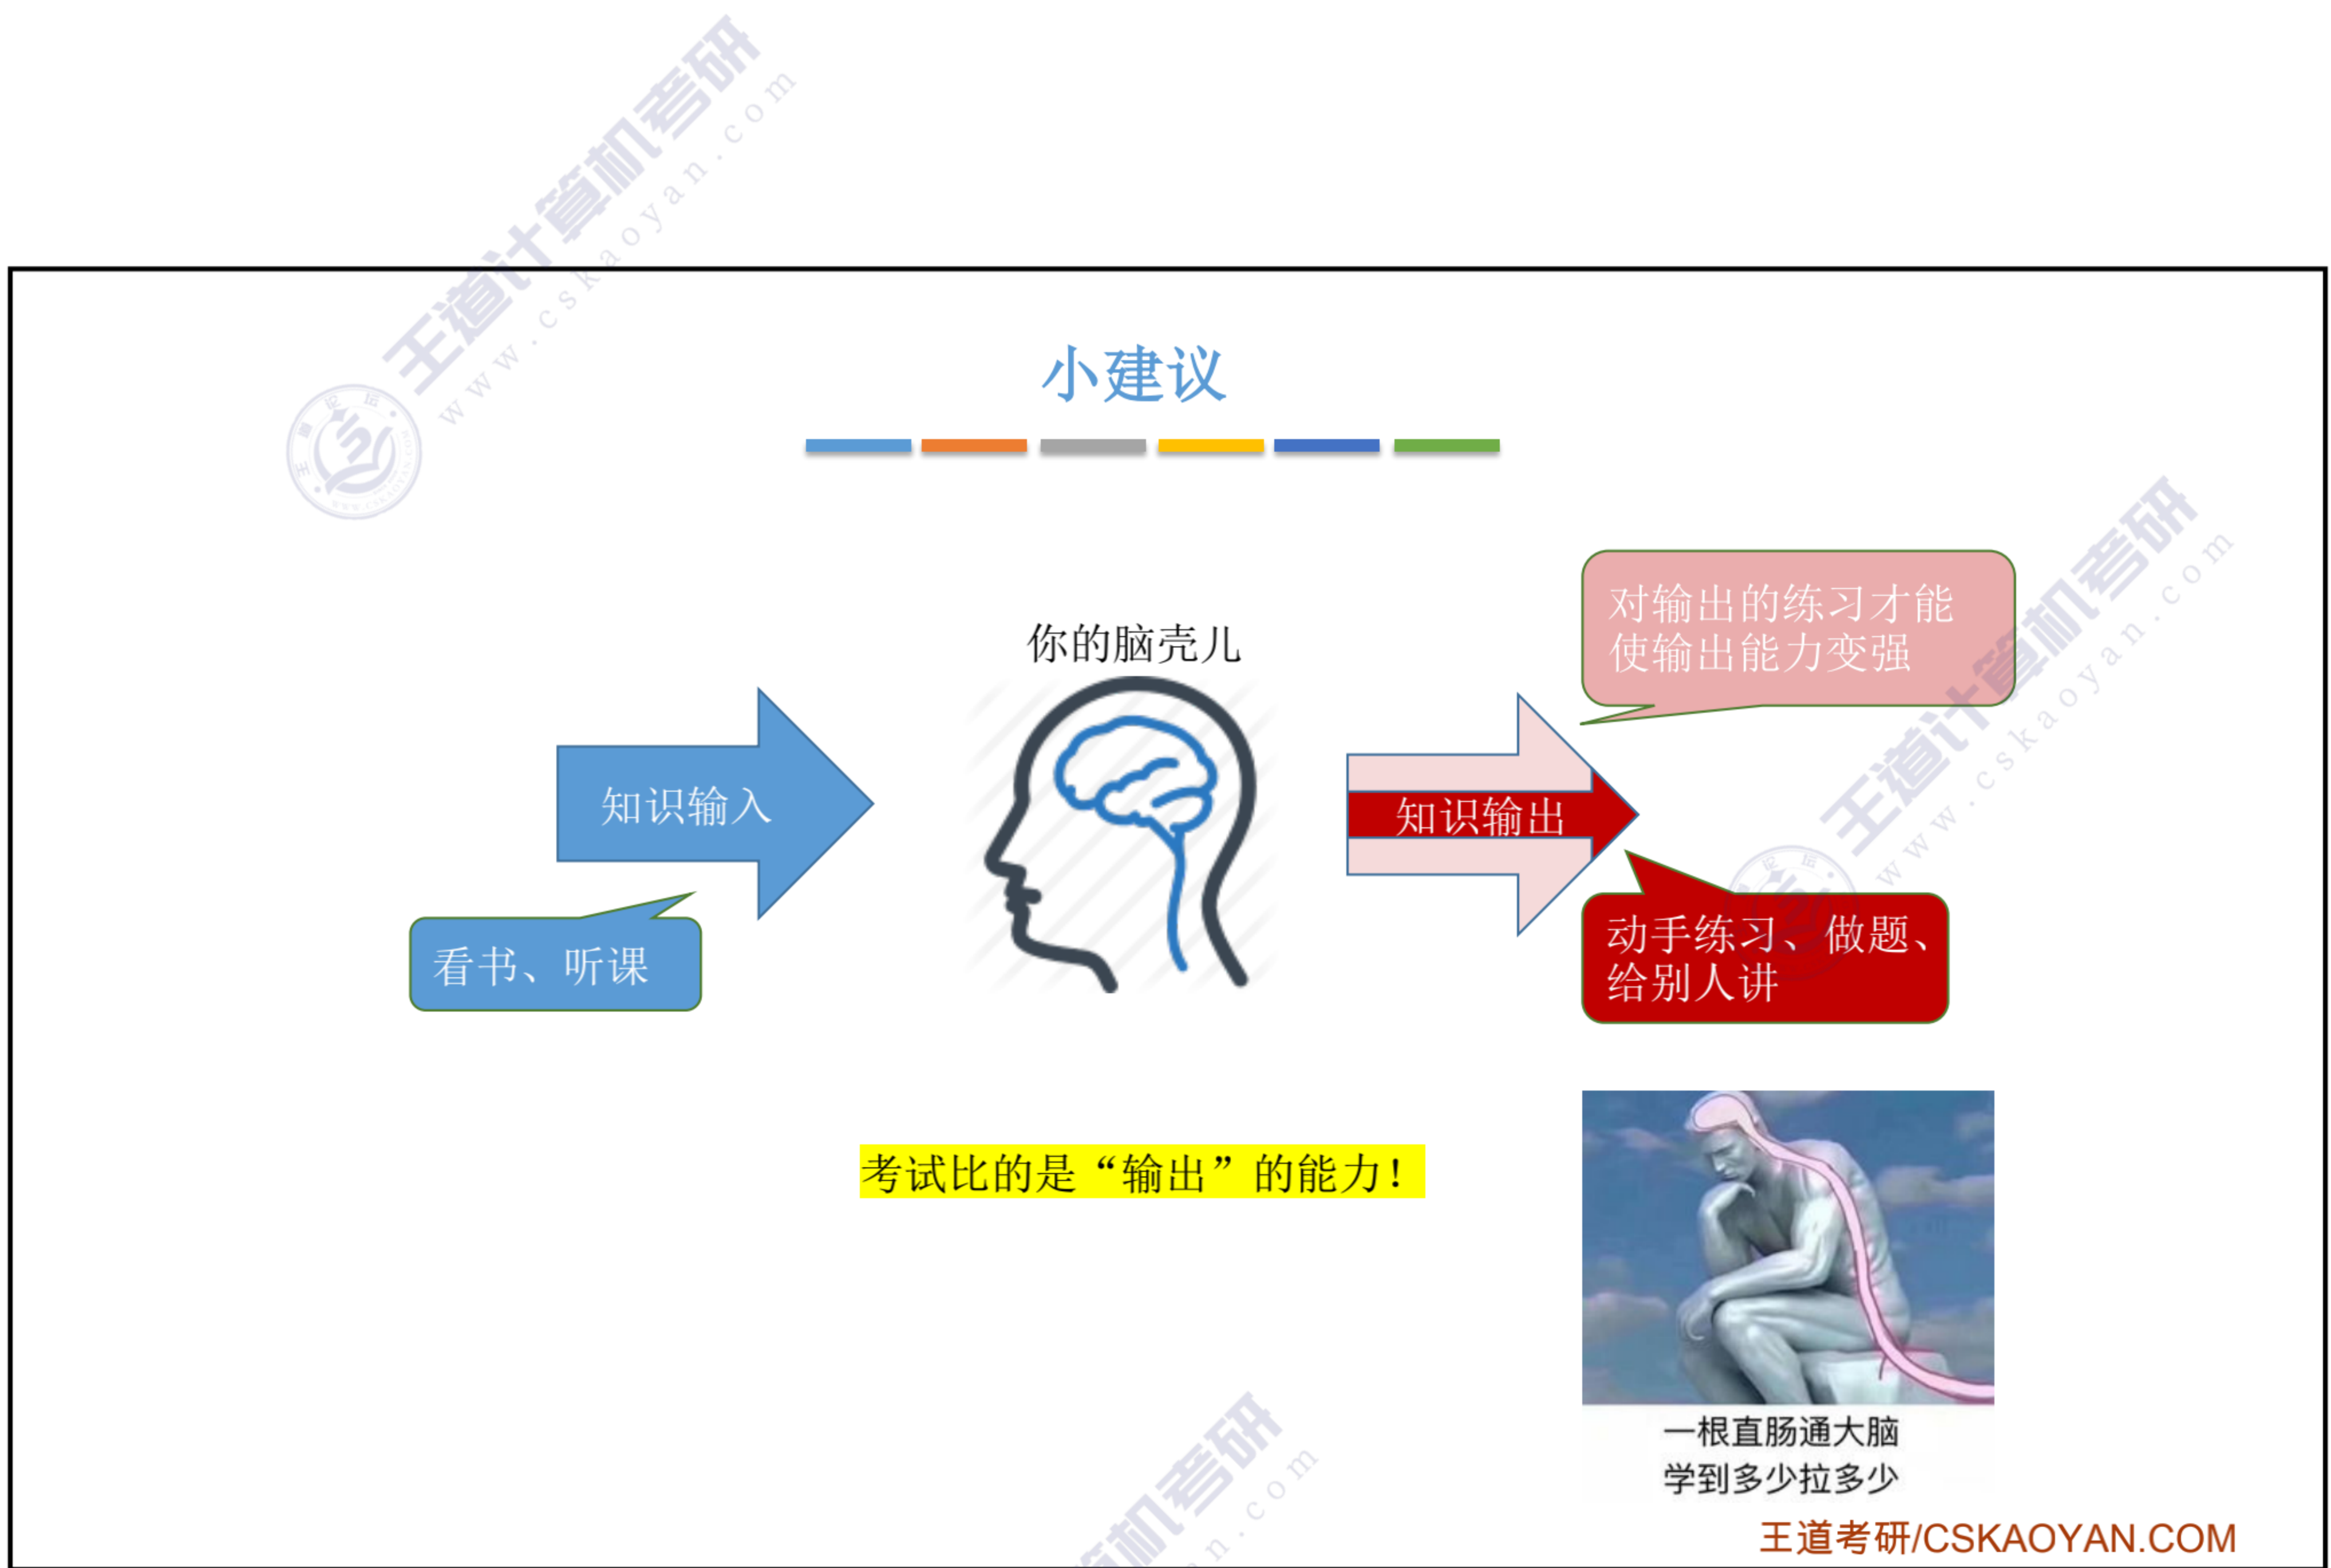 王道计算机考研
www.cskaoyan.com
小建议
对输出的练习才能
使输出能力变强
你的脑壳儿
知识输入
知识输出
看书、听课
动手练习、做题、
给别人讲
王道计算机考研
www.cskaoyan.com
考试比的是“输出”的能力！
一根直肠通大脑
学到多少拉多少
王道考研/CSKAOYAN.COM